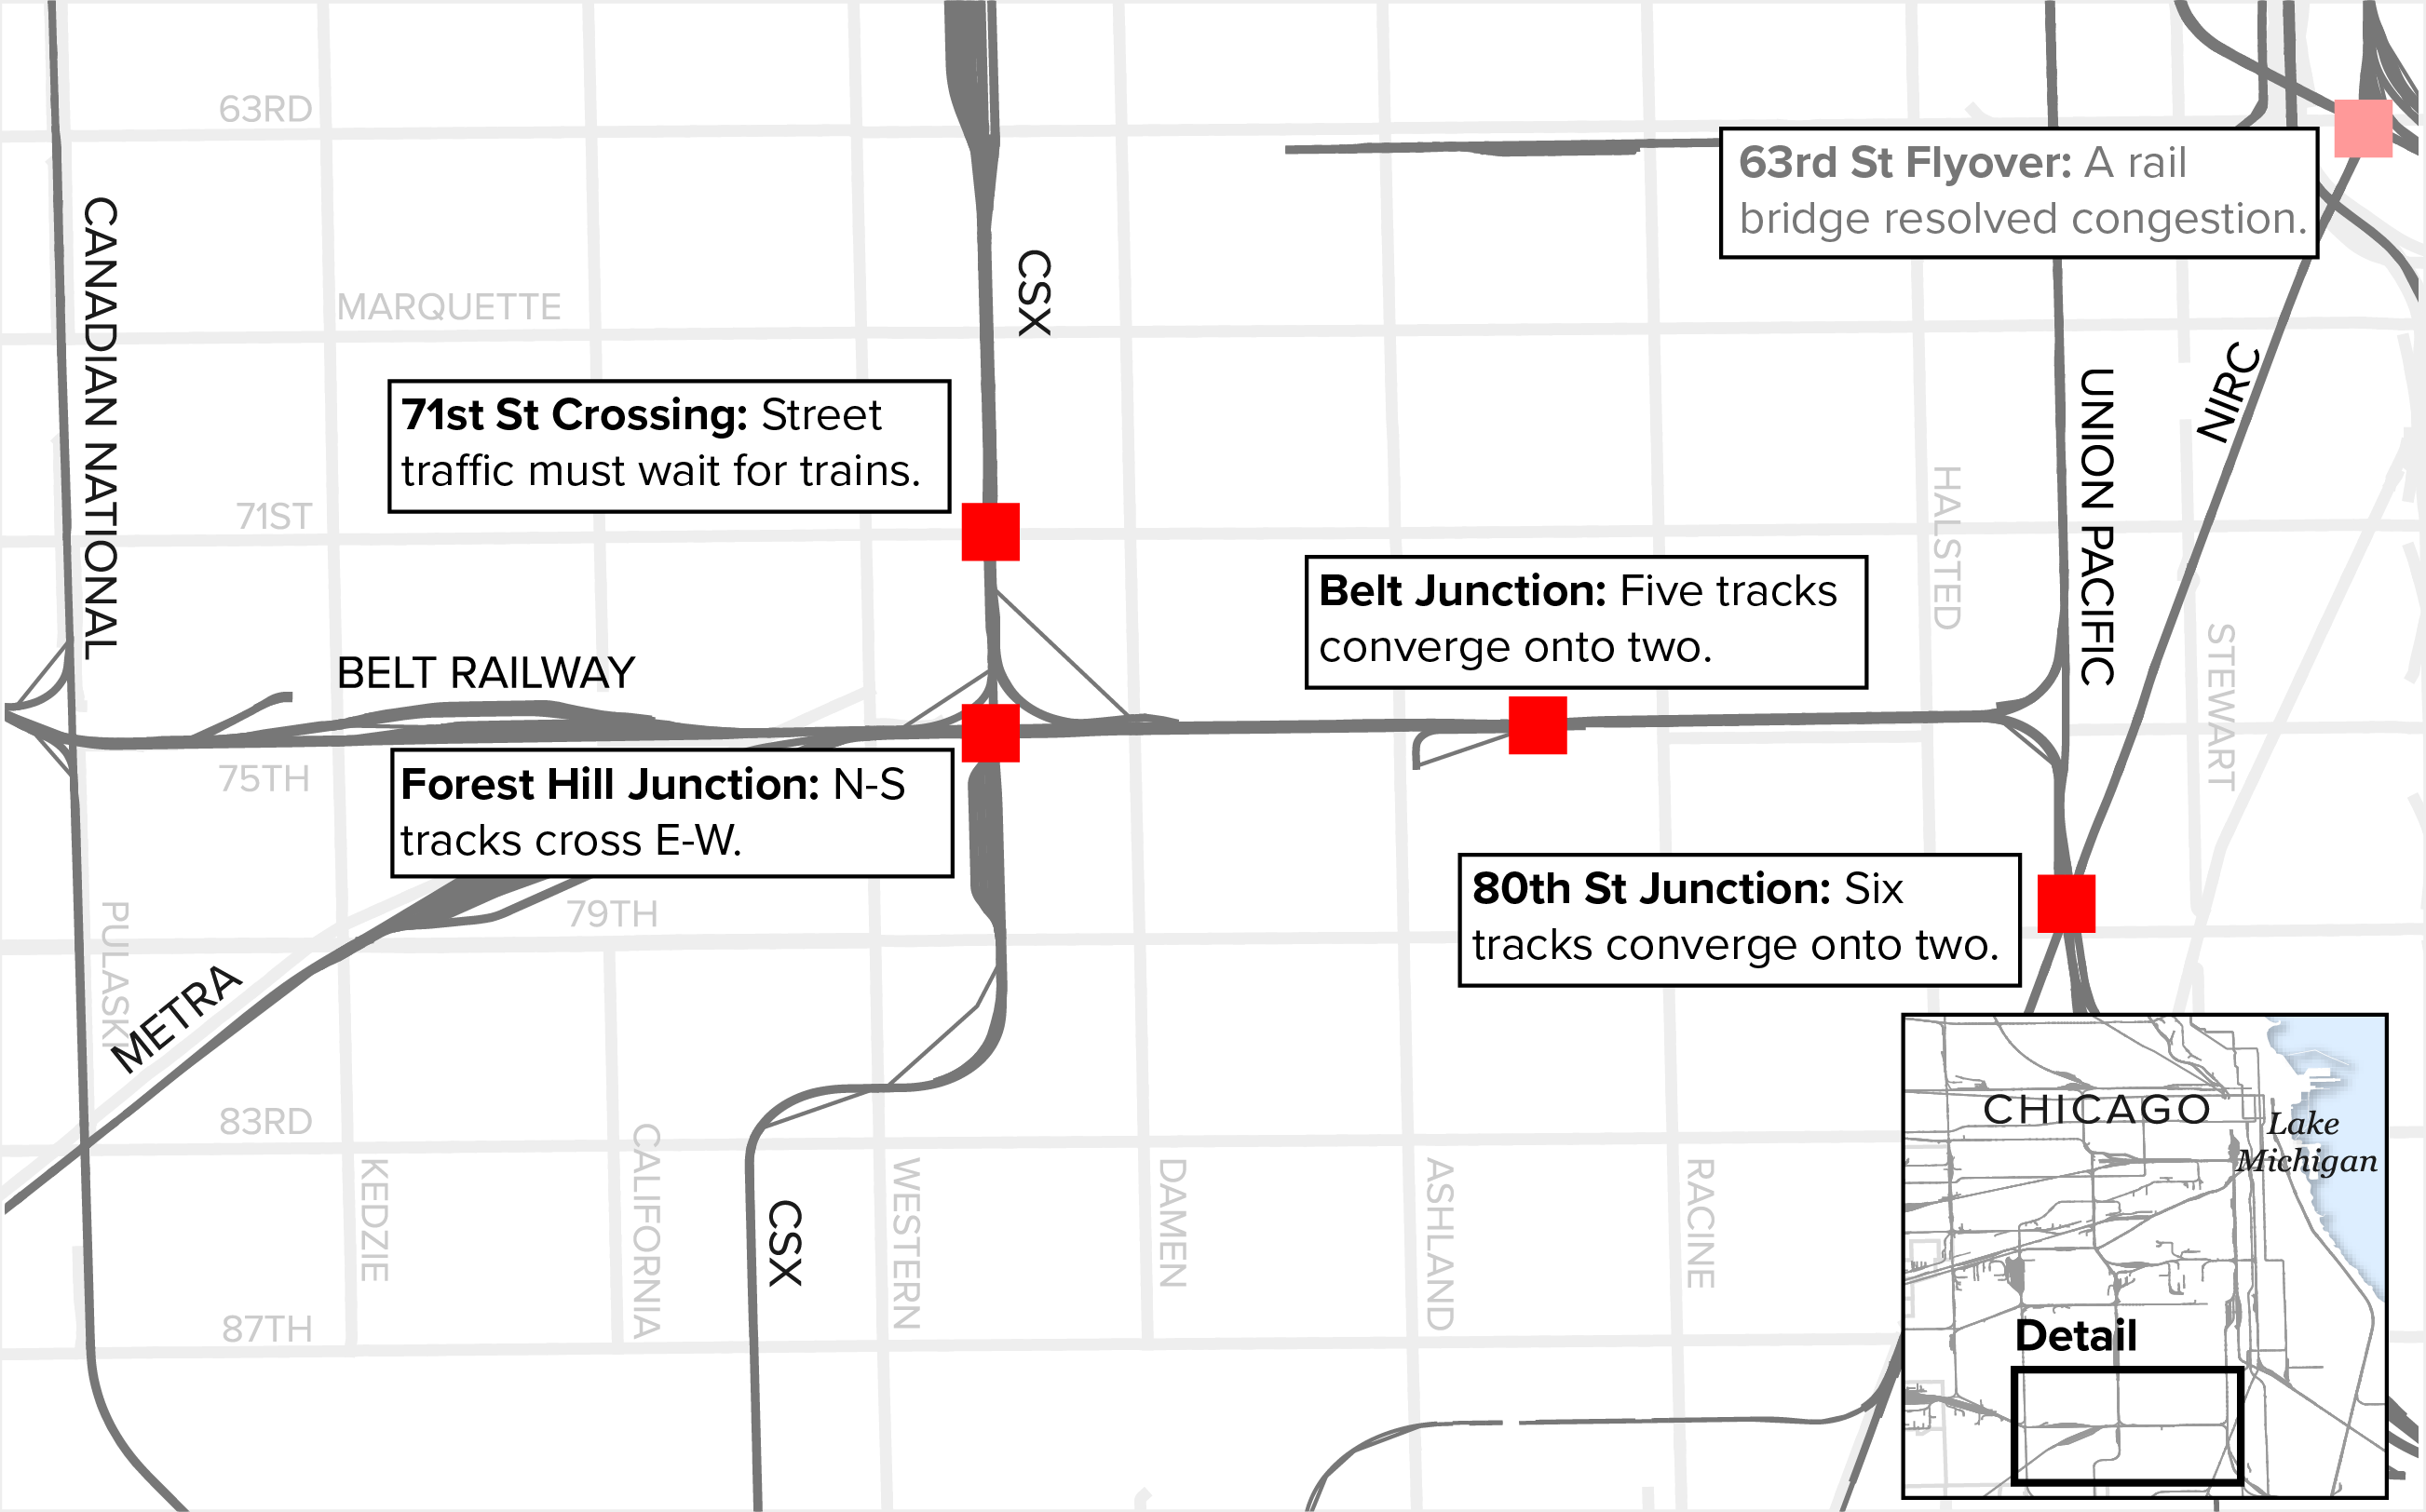 63RD
63rd St Flyover: A rail
bridge resolved congestion.
CANADIAN NATIONAL
CSX
MARQUETTE
NIRC
UNION PACIFIC
71st St Crossing: Street
traffic must wait for trains.
71ST
HALSTED
Belt Junction: Five tracks
converge onto two.
STEWART
BELT RAILWAY
75TH
Forest Hill Junction: N-S
tracks cross E-W.
80th St Junction: Six
tracks converge onto two.
79TH
PULASKI
METRA
83RD
KEDZIE
CALIFORNIA
CSX
WESTERN
DAMEN
ASHLAND
RACINE
87TH
CHICAGO
Lake
Michigan
Detail